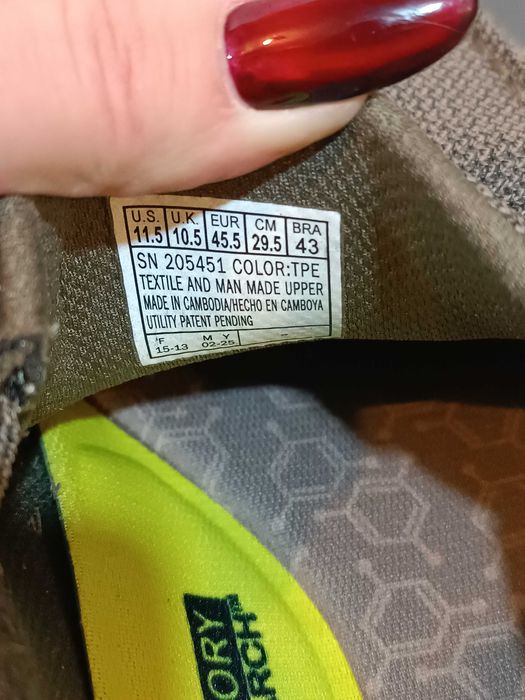 U.S. U.K. EUR CM BRA
11.5 10.5 45.5 29.5 43
SN 205451 COLOR:TPE
TEXTILE AND MAN MADE UPPER
MADE IN CAMBODIA/HECHO EN CAMBOYA
UTILITY PATENT PENDING
F M Y –
15-13 02-25
ORY
RCH